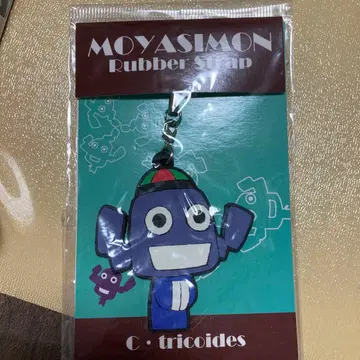 MOYASIMON
Rubber Strap
C・tricoides